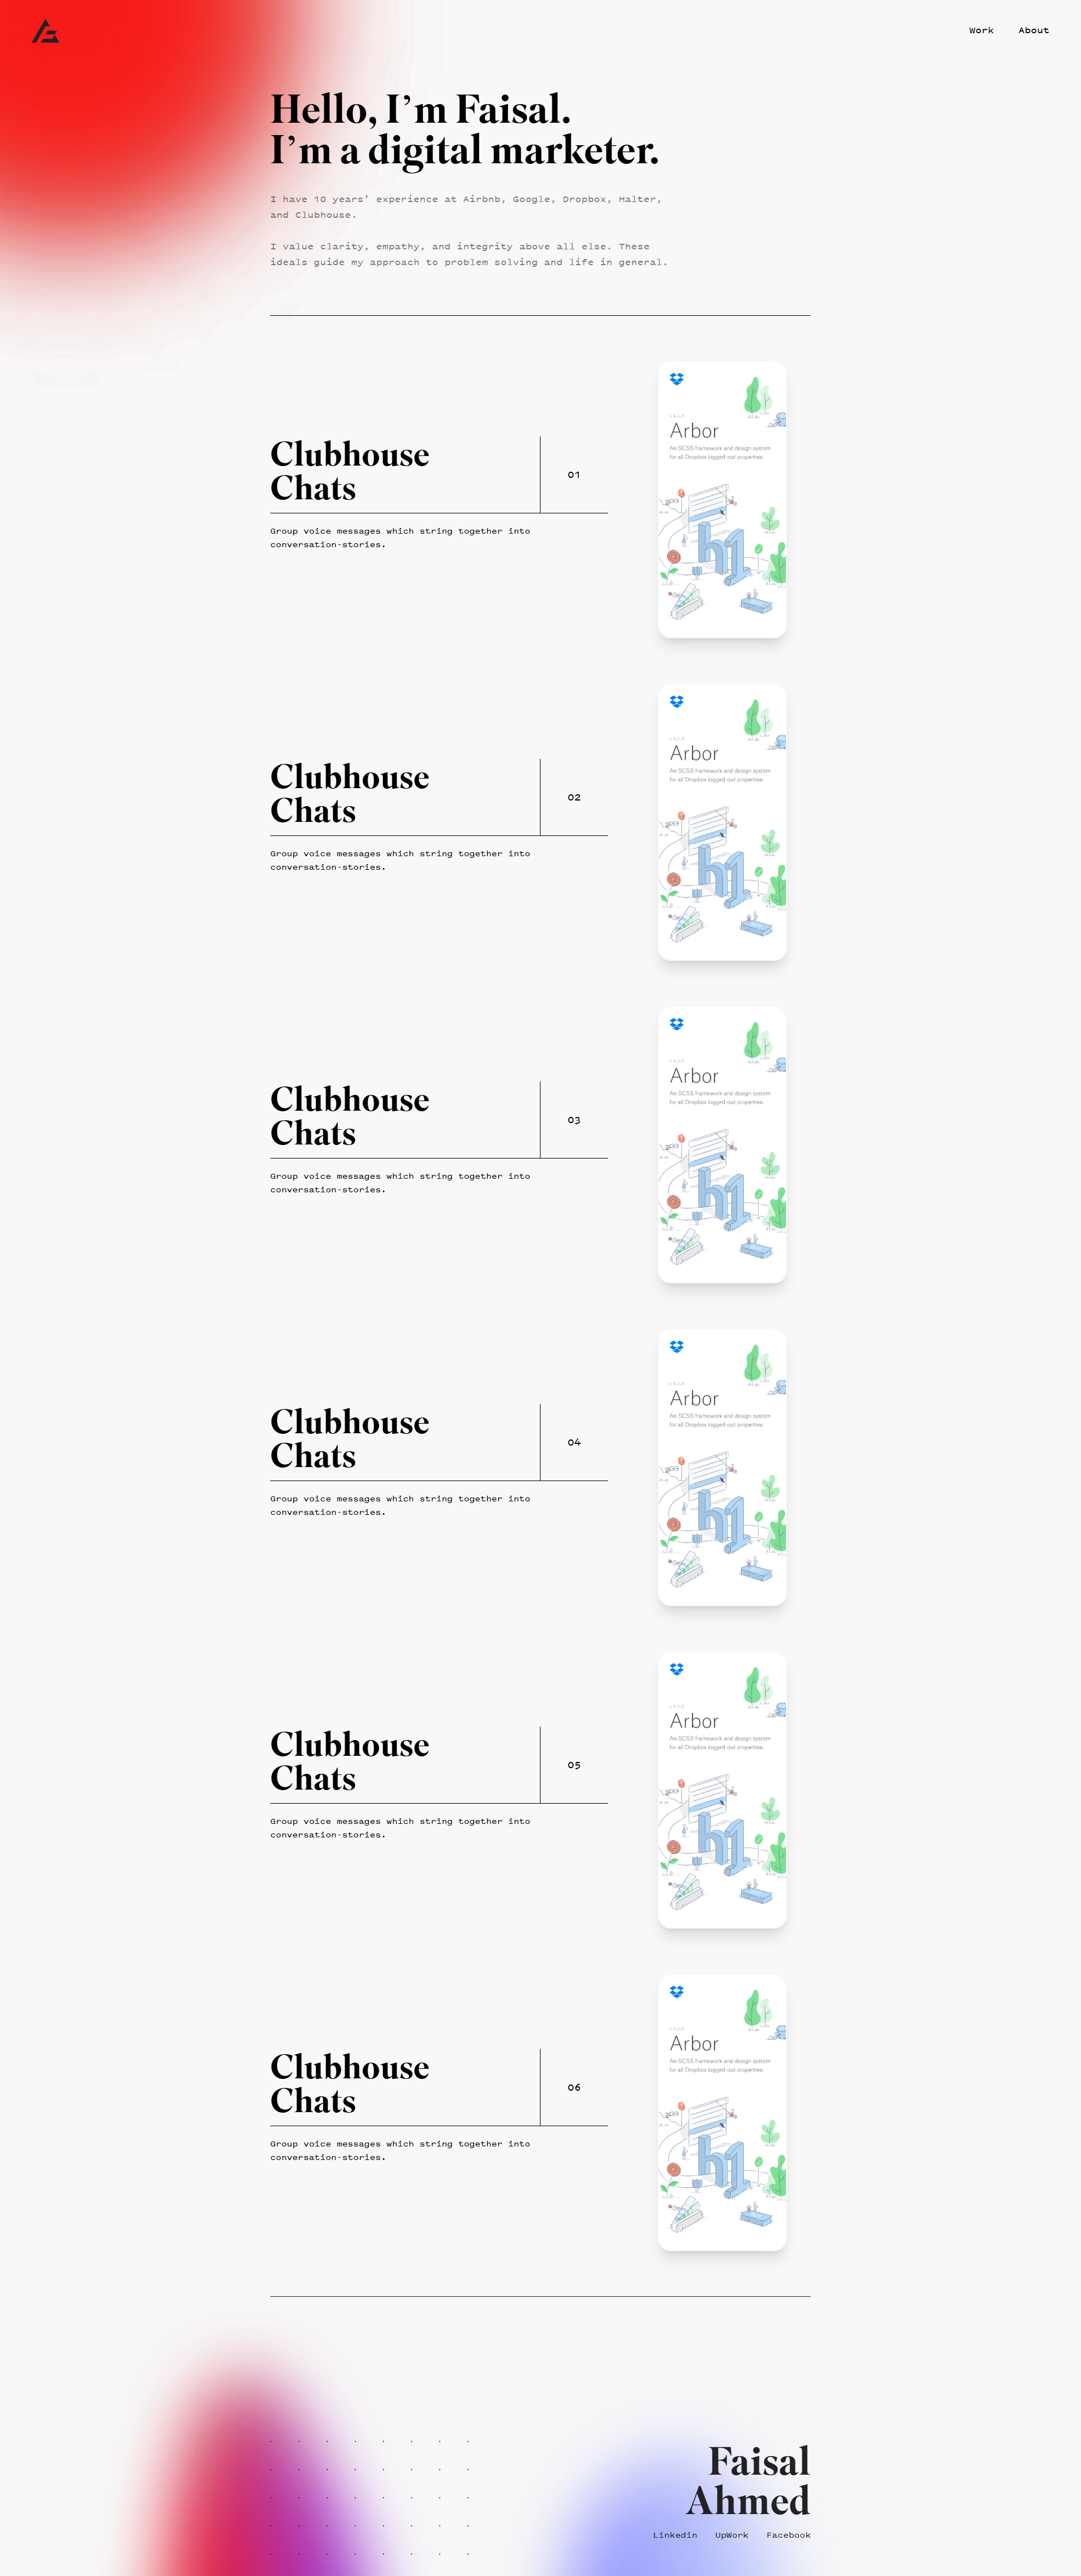 Work About
Hello, I’m Faisal.
I’m a digital marketer.
I have 10 years’ experience at Airbnb, Google, Dropbox, Halter,
and Clubhouse.
I value clarity, empathy, and integrity above all else. These
ideals guide my approach to problem solving and life in general.
Clubhouse
Chats
01
Group voice messages which string together into
conversation-stories.
Arbor
An SCSS framework and design system
for all Dropbox logged-out properties.
h1
Clubhouse
Chats
02
Group voice messages which string together into
conversation-stories.
Arbor
An SCSS framework and design system
for all Dropbox logged-out properties.
h1
Clubhouse
Chats
03
Group voice messages which string together into
conversation-stories.
Arbor
An SCSS framework and design system
for all Dropbox logged-out properties.
h1
Clubhouse
Chats
04
Group voice messages which string together into
conversation-stories.
Arbor
An SCSS framework and design system
for all Dropbox logged-out properties.
h1
Clubhouse
Chats
05
Group voice messages which string together into
conversation-stories.
Arbor
An SCSS framework and design system
for all Dropbox logged-out properties.
h1
Clubhouse
Chats
06
Group voice messages which string together into
conversation-stories.
Arbor
An SCSS framework and design system
for all Dropbox logged-out properties.
h1
Faisal
Ahmed
Linkedin UpWork Facebook